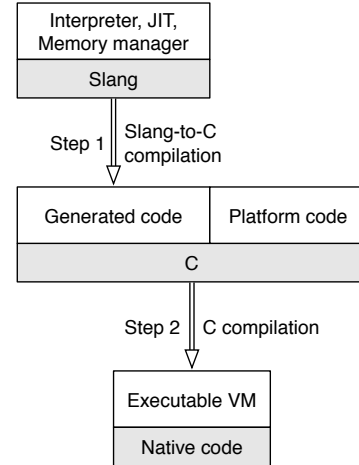 Interpreter, JIT,
Memory manager
Slang
Step 1
Slang-to-C
compilation
Generated code
Platform code
C
Step 2
C compilation
Executable VM
Native code